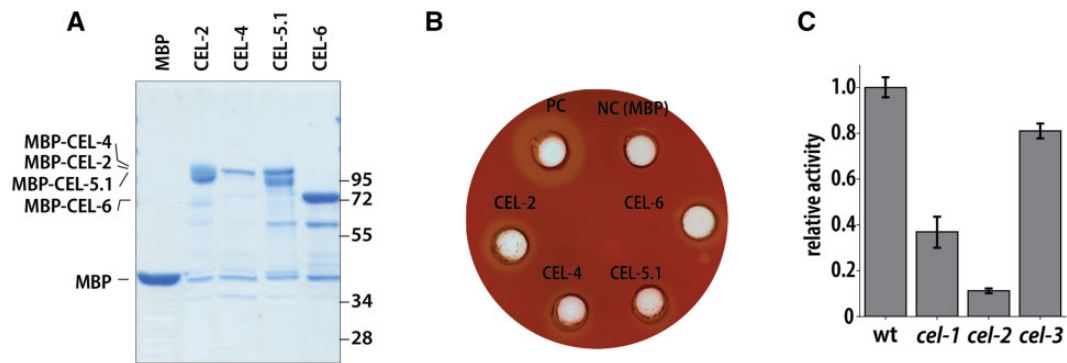 A
MBP
CEL-2
CEL-4
CEL-5.1
CEL-6
MBP-CEL-4
MBP-CEL-2
MBP-CEL-5.1
MBP-CEL-6
MBP
95
72
55
34
28
B
PC
NC (MBP)
CEL-2
CEL-6
CEL-4
CEL-5.1
C
relative activity
1.0
0.8
0.6
0.4
0.2
0
wt
cel-1
cel-2
cel-3